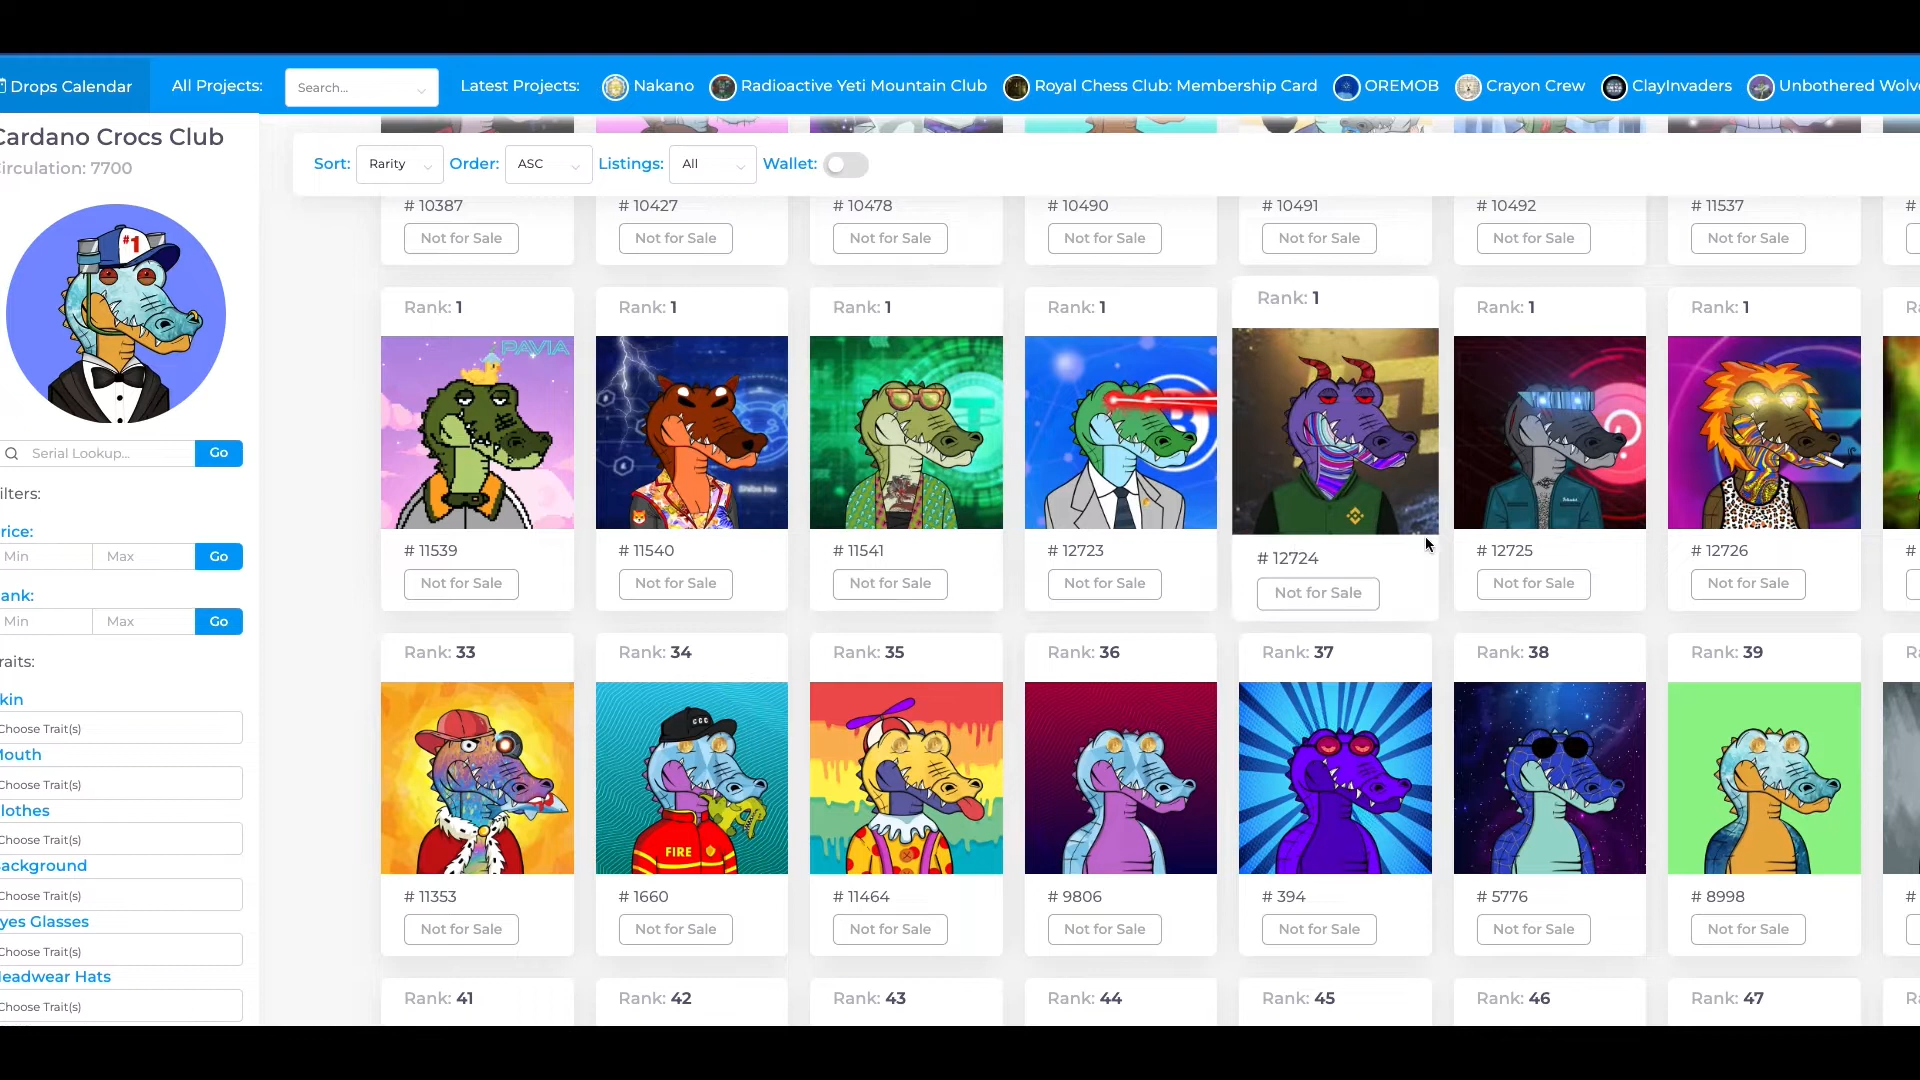 Drops Calendar All Projects: Search... Latest Projects: Nakano Radioactive Yeti Mountain Club Royal Chess Club: Membership Card OREMOB Crayon Crew ClayInvaders Unbothered Wolv
Cardano Crocs Club
irculation: 7700
#1
Serial Lookup... Go
ilters:
rice:
Min Max Go
ank:
Min Max Go
raits:
kin
Choose Trait(s)
Mouth
Choose Trait(s)
lothes
Choose Trait(s)
ackground
Choose Trait(s)
yes Glasses
Choose Trait(s)
eadwear Hats
Choose Trait(s)
Sort: Rarity Order: ASC Listings: All Wallet:
# 10387 # 10427 # 10478 # 10490 # 10491 # 10492 # 11537 #
Not for Sale Not for Sale Not for Sale Not for Sale Not for Sale Not for Sale Not for Sale
Rank: 1 Rank: 1 Rank: 1 Rank: 1 Rank: 1 Rank: 1 Rank: 1 R
PAVIA
Shiba Inu
# 11539 # 11540 # 11541 # 12723 # 12724 # 12725 # 12726 #
Not for Sale Not for Sale Not for Sale Not for Sale Not for Sale Not for Sale Not for Sale
Rank: 33 Rank: 34 Rank: 35 Rank: 36 Rank: 37 Rank: 38 Rank: 39 R
CCC
FIRE
# 11353 # 1660 # 11464 # 9806 # 394 # 5776 # 8998 #
Not for Sale Not for Sale Not for Sale Not for Sale Not for Sale Not for Sale Not for Sale
Rank: 41 Rank: 42 Rank: 43 Rank: 44 Rank: 45 Rank: 46 Rank: 47 R